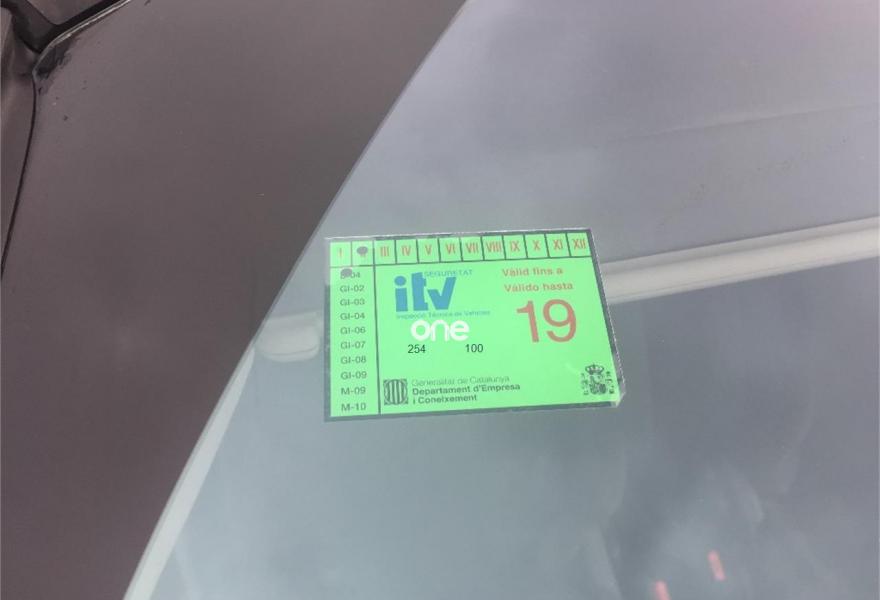 I III IV V VI VII VIII IX X XI XII
-04
GI-02
GI-03
GI-04
GI-06
GI-07
GI-08
GI-09
M-09
M-10
SEGURETAT
itv
Inspecció Tècnica de Vehicles
one
254 100
Vàlid fins a
Válido hasta
19
Generalitat de Catalunya
Departament d'Empresa
i Coneixement